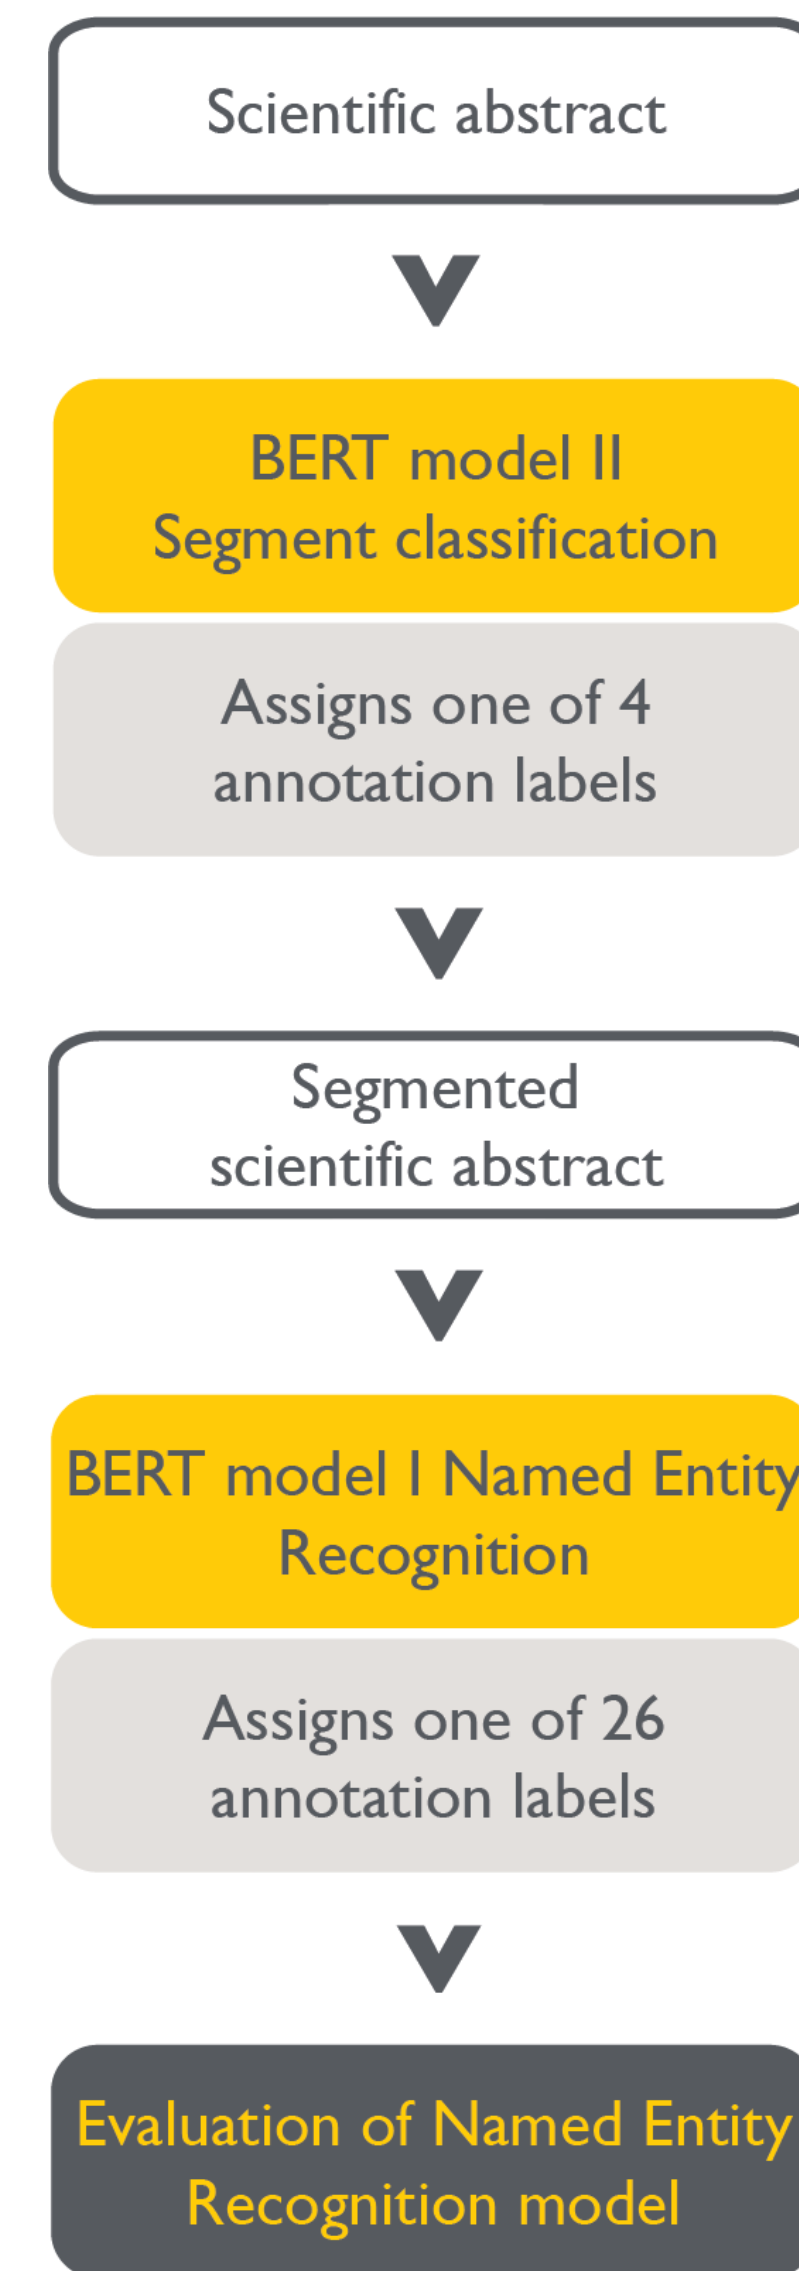 Scientific abstract
BERT model II
Segment classification
Assigns one of 4
annotation labels
Segmented
scientific abstract
BERT model I Named Entity
Recognition
Assigns one of 26
annotation labels
Evaluation of Named Entity
Recognition model